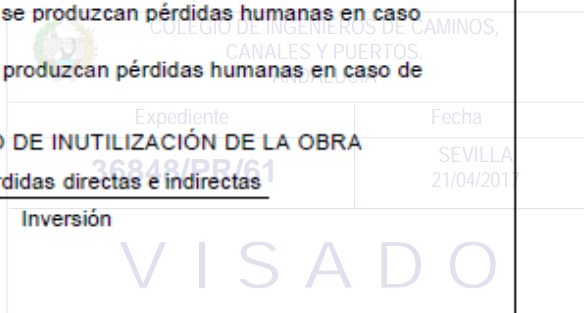 se produzcan pérdidas humanas en caso
COLEGIO DE INGENIEROS DE CAMINOS,
CANALES Y PUERTOS.
produzcan pérdidas humanas en caso de
ANDALUCÍA
Expediente Fecha
O DE INUTILIZACIÓN DE LA OBRA
36848/PR/61 SEVILLA
rdidas directas e indirectas 21/04/2017
Inversión
VISADO